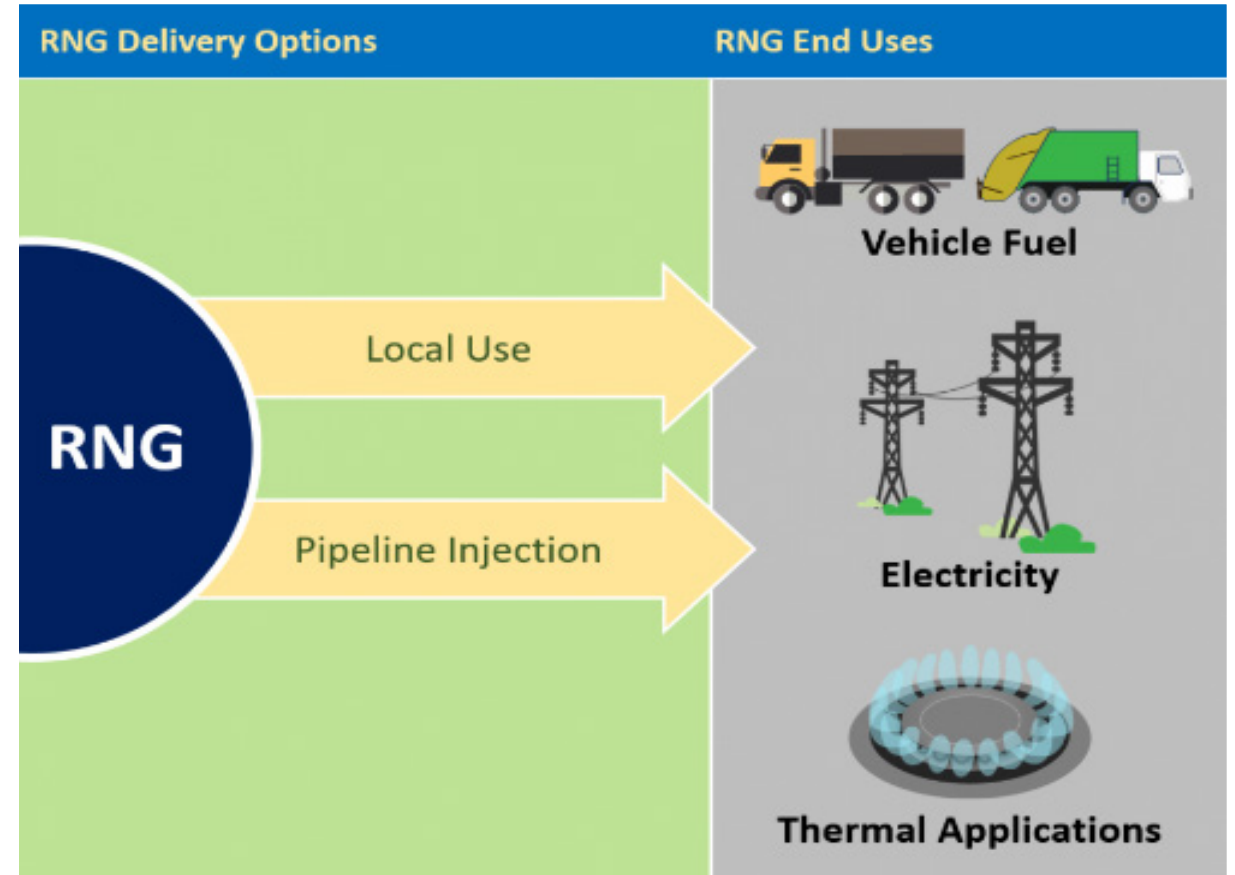 RNG Delivery Options
RNG End Uses
RNG
Local Use
Pipeline Injection
Vehicle Fuel
Electricity
Thermal Applications